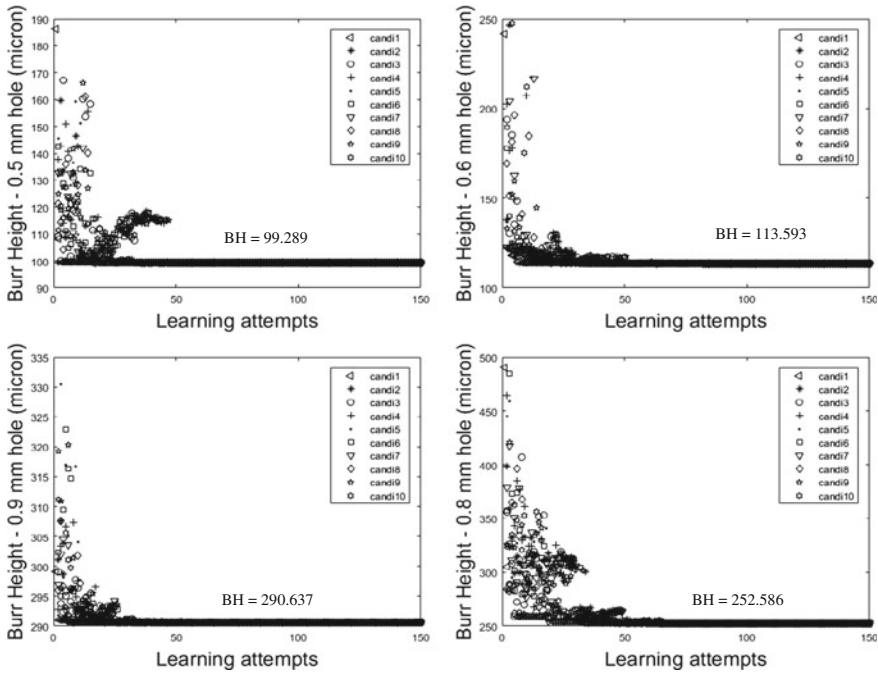 Burr Height - 0.5 mm hole (micron)
190
180
170
160
150
140
130
120
110
100
90
0
50
100
150
Learning attempts
BH = 99.289
candi1
candi2
candi3
candi4
candi5
candi6
candi7
candi8
candi9
candi10
Burr Height - 0.6 mm hole (micron)
250
200
150
100
0
50
100
150
Learning attempts
BH = 113.593
candi1
candi2
candi3
candi4
candi5
candi6
candi7
candi8
candi9
candi10
Burr Height - 0.9 mm hole (micron)
335
330
325
320
315
310
305
300
295
290
0
50
100
150
Learning attempts
BH = 290.637
candi1
candi2
candi3
candi4
candi5
candi6
candi7
candi8
candi9
candi10
Burr Height - 0.8 mm hole (micron)
500
450
400
350
300
250
0
50
100
150
Learning attempts
BH = 252.586
candi1
candi2
candi3
candi4
candi5
candi6
candi7
candi8
candi9
candi10